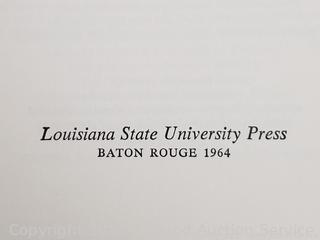 Louisiana State University Press
BATON ROUGE 1964